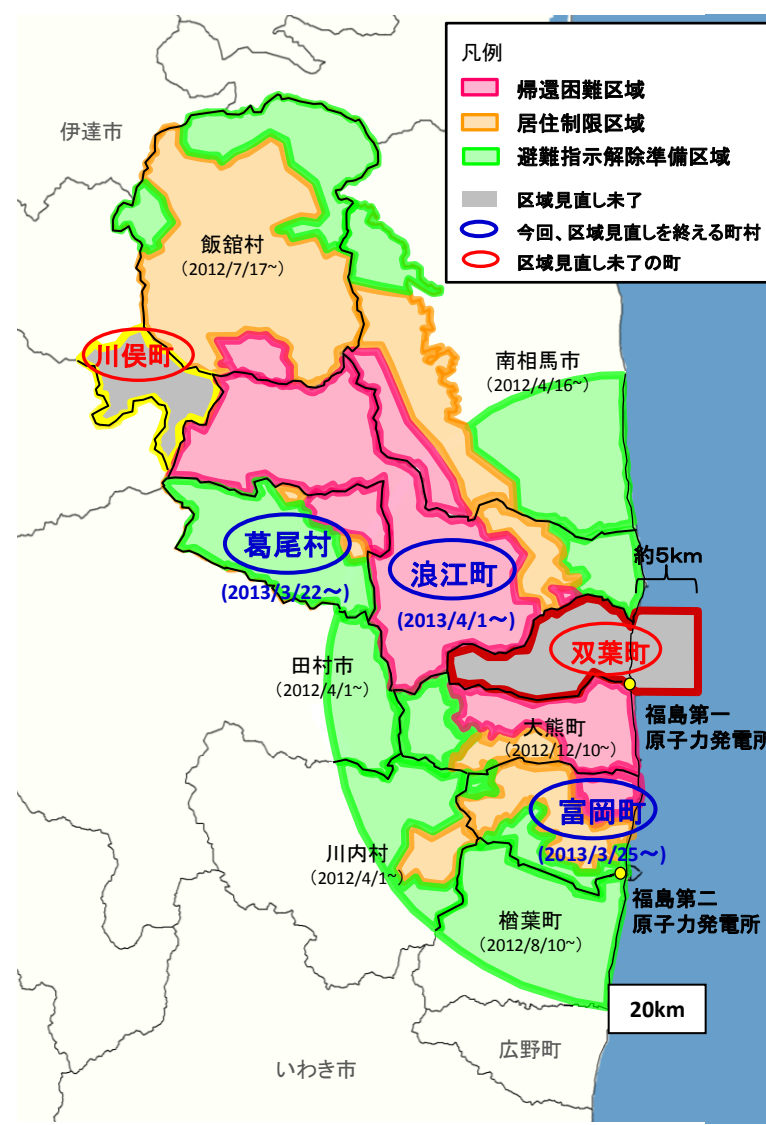 凡例
帰還困難区域
居住制限区域
避難指示解除準備区域
区域見直し未了
今回、区域見直しを終える町村
区域見直し未了の町
伊達市
飯舘村
(2012/7/17~)
川俣町
南相馬市
(2012/4/16~)
葛尾村
(2013/3/22~)
浪江町
(2013/4/1~)
約5km
双葉町
田村市
(2012/4/1~)
福島第一
原子力発電所
大熊町
(2012/12/10~)
富岡町
(2013/3/25~)
川内村
(2012/4/1~)
福島第二
原子力発電所
楢葉町
(2012/8/10~)
20km
広野町
いわき市